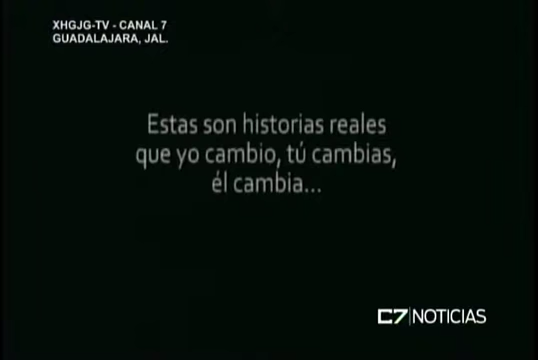 XHGJG-TV - CANAL 7
GUADALAJARA, JAL.
Estas son historias reales
que yo cambio, tú cambias,
él cambia...
C7 NOTICIAS